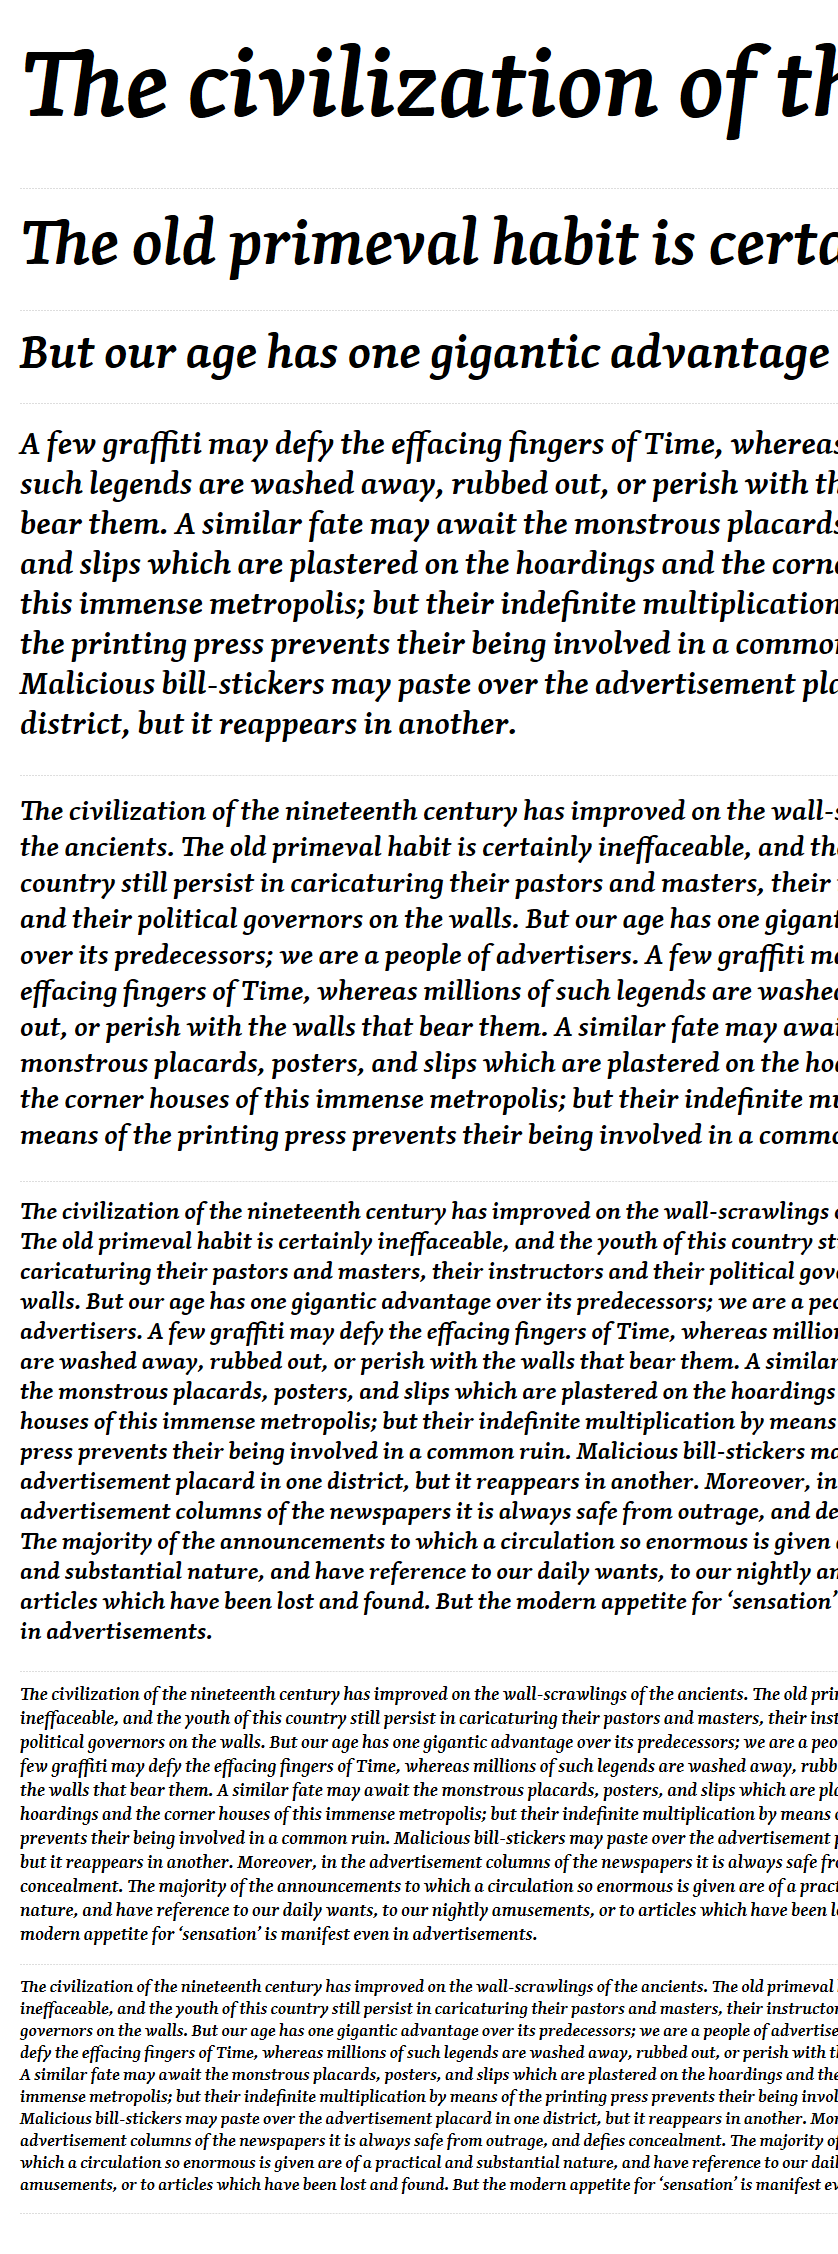 The civilization of th
The old primeval habit is certa
But our age has one gigantic advantage
A few graffiti may defy the effacing fingers of Time, whereas
such legends are washed away, rubbed out, or perish with th
bear them. A similar fate may await the monstrous placards
and slips which are plastered on the hoardings and the corne
this immense metropolis; but their indefinite multiplication
the printing press prevents their being involved in a common
Malicious bill-stickers may paste over the advertisement pla
district, but it reappears in another.
The civilization of the nineteenth century has improved on the wall-s
the ancients. The old primeval habit is certainly ineffaceable, and the
country still persist in caricaturing their pastors and masters, their
and their political governors on the walls. But our age has one gigant
over its predecessors; we are a people of advertisers. A few graffiti ma
effacing fingers of Time, whereas millions of such legends are washed
out, or perish with the walls that bear them. A similar fate may awai
monstrous placards, posters, and slips which are plastered on the hoa
the corner houses of this immense metropolis; but their indefinite mu
means of the printing press prevents their being involved in a commo
The civilization of the nineteenth century has improved on the wall-scrawlings o
The old primeval habit is certainly ineffaceable, and the youth of this country sti
caricaturing their pastors and masters, their instructors and their political gove
walls. But our age has one gigantic advantage over its predecessors; we are a peo
advertisers. A few graffiti may defy the effacing fingers of Time, whereas million
are washed away, rubbed out, or perish with the walls that bear them. A similar
the monstrous placards, posters, and slips which are plastered on the hoardings
houses of this immense metropolis; but their indefinite multiplication by means
press prevents their being involved in a common ruin. Malicious bill-stickers ma
advertisement placard in one district, but it reappears in another. Moreover, in
advertisement columns of the newspapers it is always safe from outrage, and de
The majority of the announcements to which a circulation so enormous is given a
and substantial nature, and have reference to our daily wants, to our nightly am
articles which have been lost and found. But the modern appetite for ‘sensation’
in advertisements.
The civilization of the nineteenth century has improved on the wall-scrawlings of the ancients. The old prim
ineffaceable, and the youth of this country still persist in caricaturing their pastors and masters, their inst
political governors on the walls. But our age has one gigantic advantage over its predecessors; we are a peo
few graffiti may defy the effacing fingers of Time, whereas millions of such legends are washed away, rubb
the walls that bear them. A similar fate may await the monstrous placards, posters, and slips which are pla
hoardings and the corner houses of this immense metropolis; but their indefinite multiplication by means o
prevents their being involved in a common ruin. Malicious bill-stickers may paste over the advertisement p
but it reappears in another. Moreover, in the advertisement columns of the newspapers it is always safe fro
concealment. The majority of the announcements to which a circulation so enormous is given are of a pract
nature, and have reference to our daily wants, to our nightly amusements, or to articles which have been lo
modern appetite for ‘sensation’ is manifest even in advertisements.
The civilization of the nineteenth century has improved on the wall-scrawlings of the ancients. The old primeval
ineffaceable, and the youth of this country still persist in caricaturing their pastors and masters, their instructor
governors on the walls. But our age has one gigantic advantage over its predecessors; we are a people of advertise
defy the effacing fingers of Time, whereas millions of such legends are washed away, rubbed out, or perish with th
A similar fate may await the monstrous placards, posters, and slips which are plastered on the hoardings and the
immense metropolis; but their indefinite multiplication by means of the printing press prevents their being invol
Malicious bill-stickers may paste over the advertisement placard in one district, but it reappears in another. Mor
advertisement columns of the newspapers it is always safe from outrage, and defies concealment. The majority of
which a circulation so enormous is given are of a practical and substantial nature, and have reference to our dail
amusements, or to articles which have been lost and found. But the modern appetite for ‘sensation’ is manifest ev